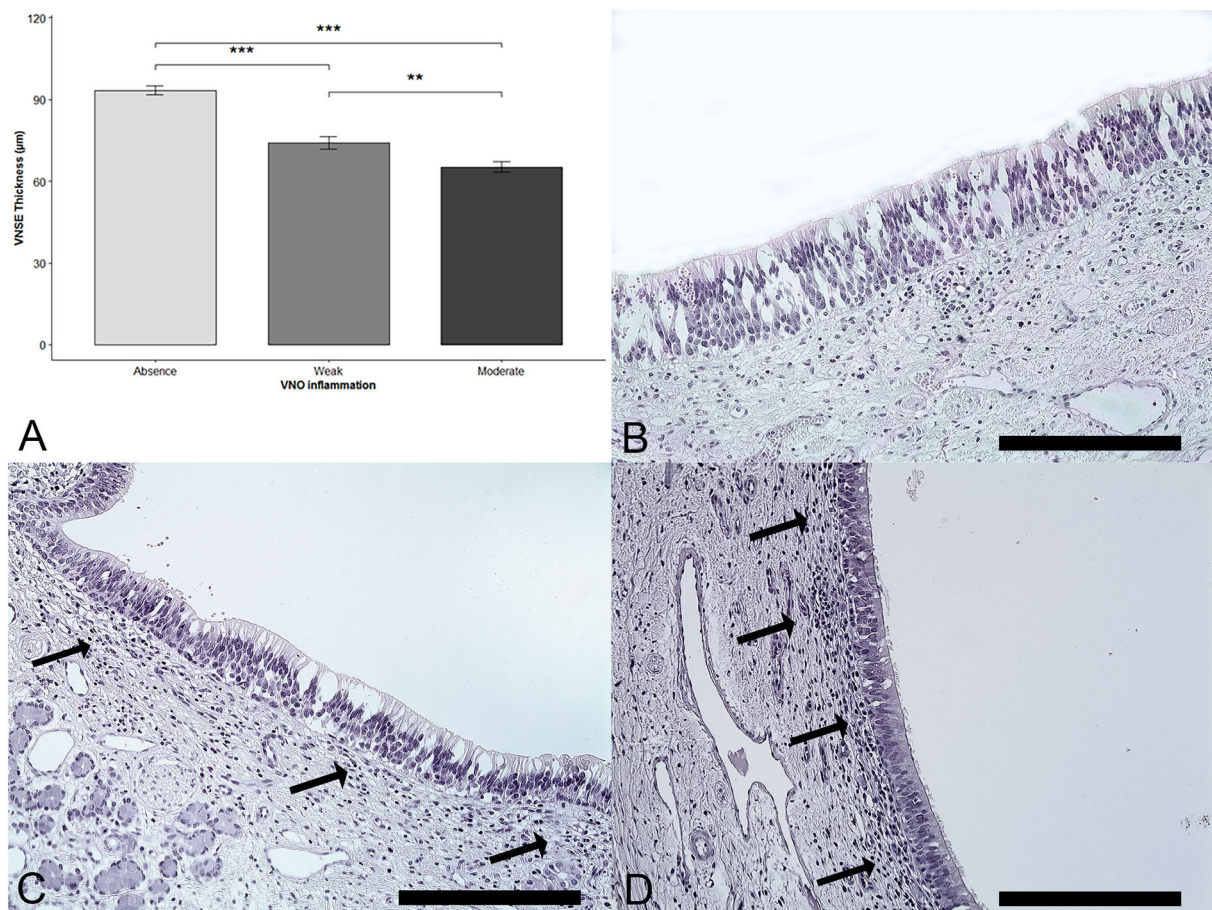 120
90
60
30
0
VNSE Thickness (µm)
***
***
**
Absence
Weak
Moderate
VNO inflammation
A
B
C
D